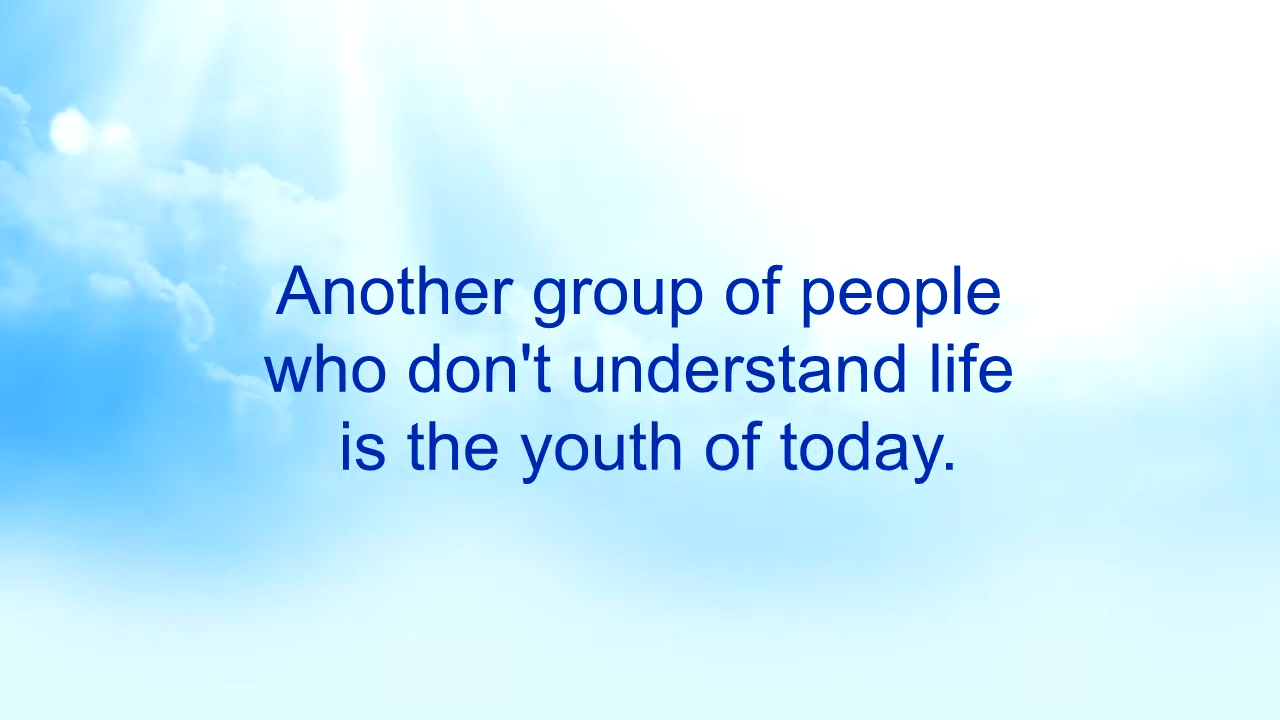 Another group of people
who don't understand life
is the youth of today.